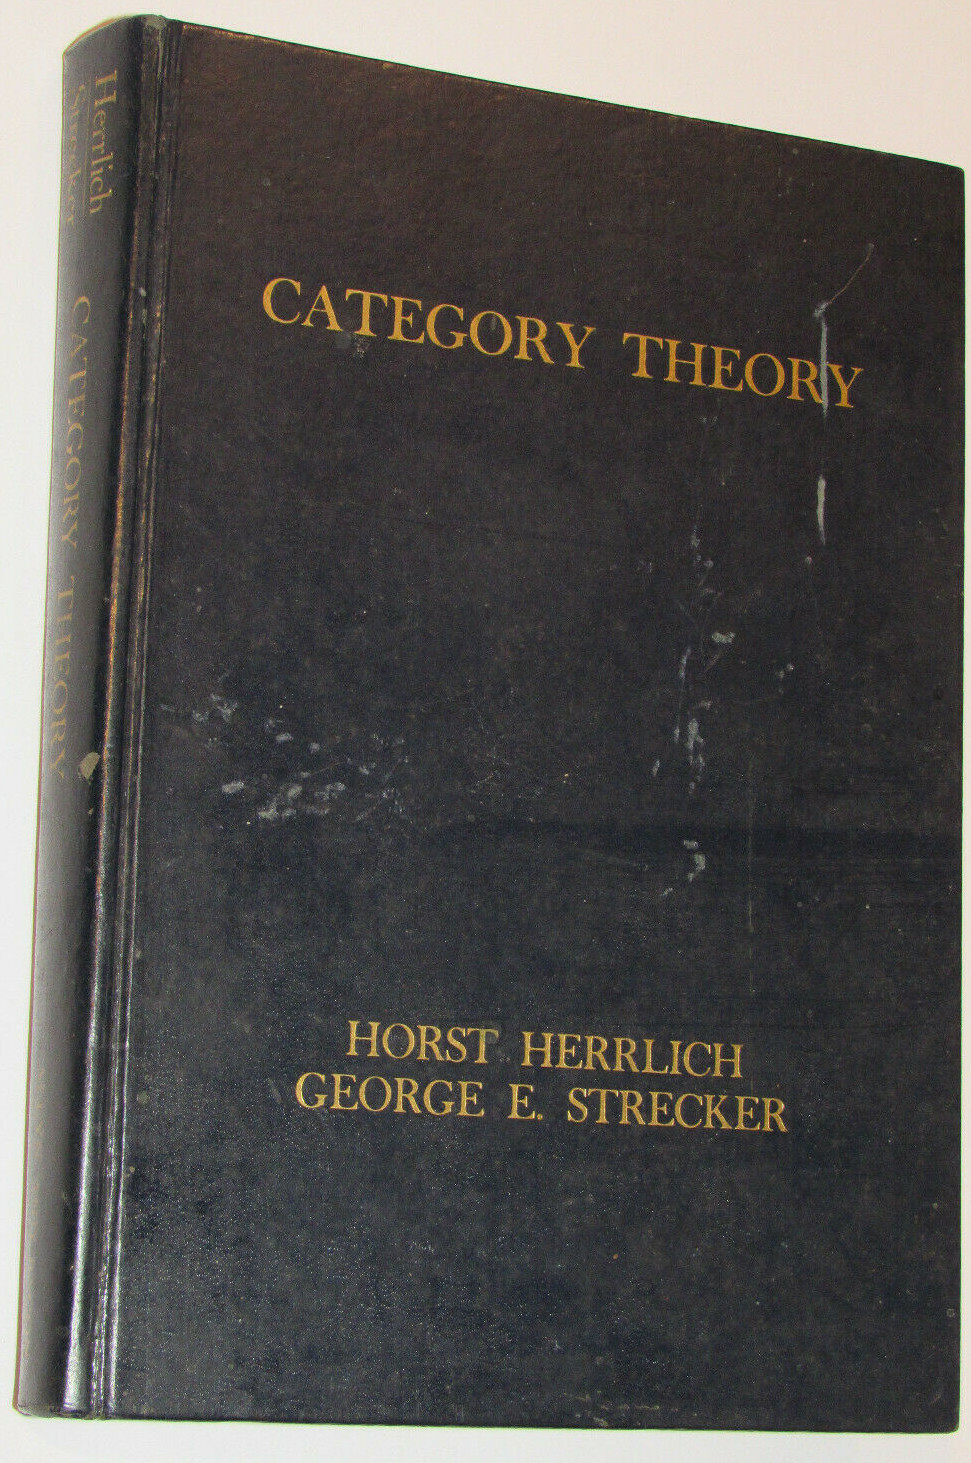 Herrlich
Strecker
CATEGORY THEORY
CATEGORY THEORY
HORST HERRLICH
GEORGE E. STRECKER